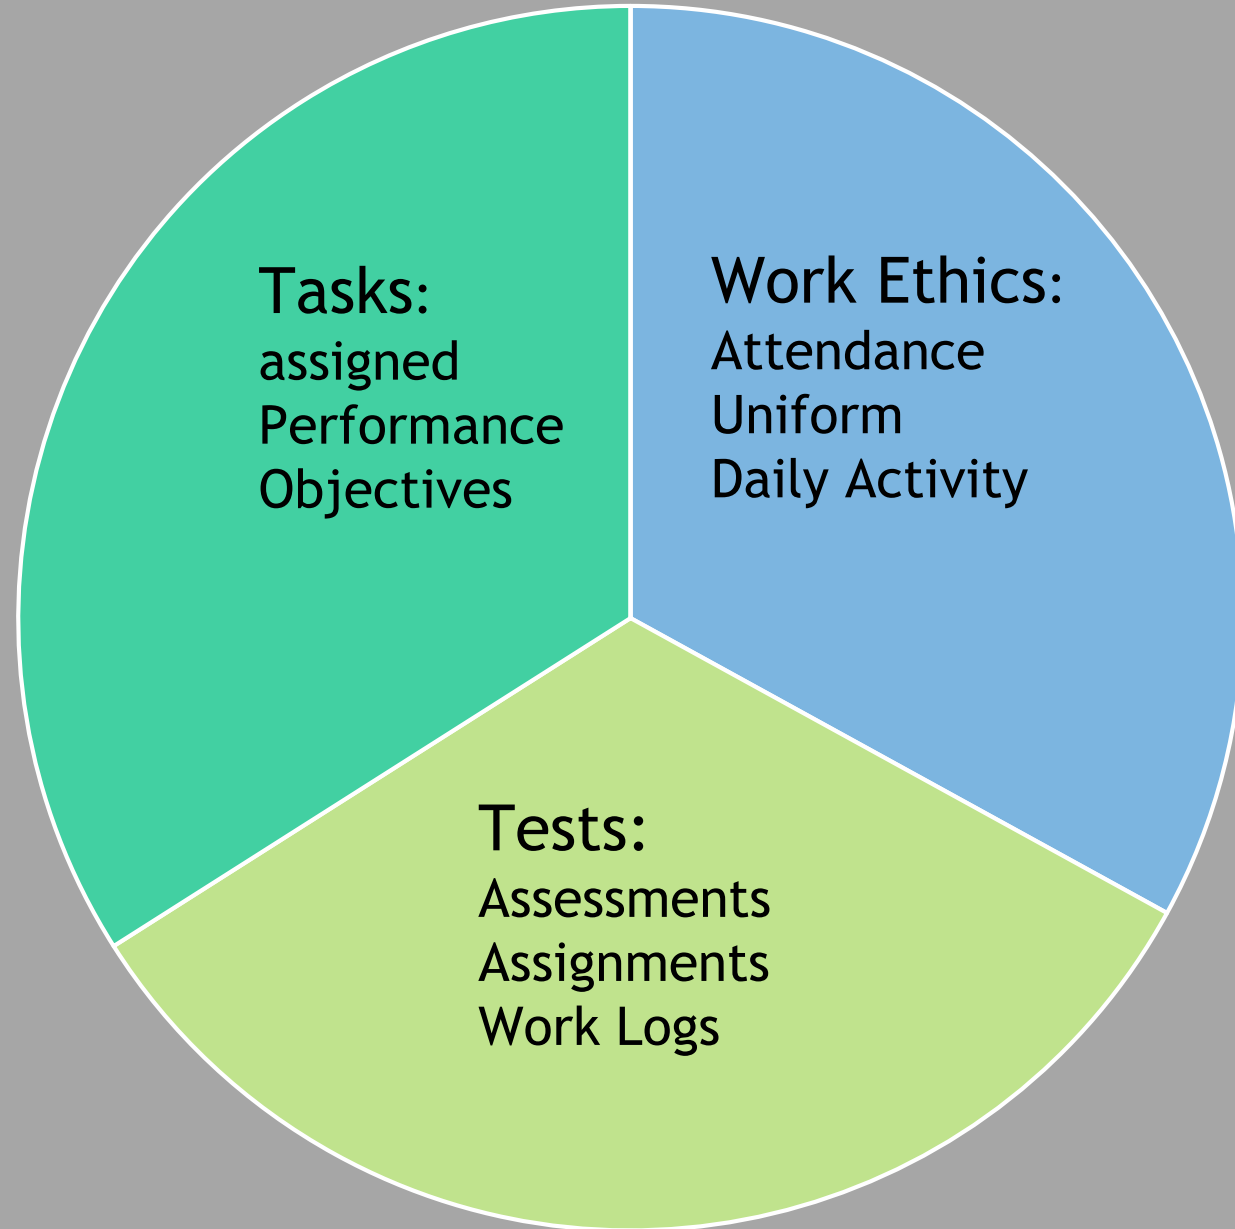 Tasks:
assigned
Performance
Objectives
Work Ethics:
Attendance
Uniform
Daily Activity
Tests:
Assessments
Assignments
Work Logs